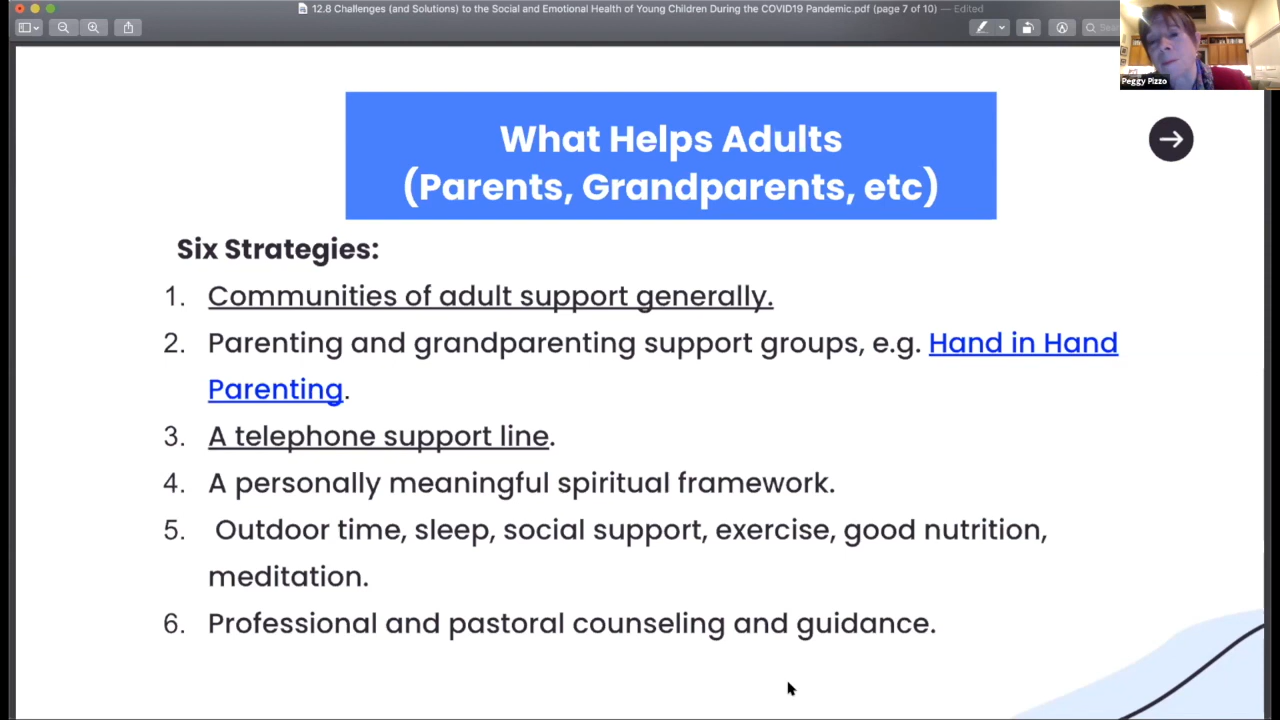 12.8 Challenges (and Solutions) to the Social and Emotional Health of Young Children During the COVID19 Pandemic.pdf (page 7 of 10) — Edited
Peggy Pizzo
What Helps Adults
(Parents, Grandparents, etc)
Six Strategies:
1. Communities of adult support generally.
2. Parenting and grandparenting support groups, e.g. Hand in Hand
Parenting.
3. A telephone support line.
4. A personally meaningful spiritual framework.
5. Outdoor time, sleep, social support, exercise, good nutrition,
meditation.
6. Professional and pastoral counseling and guidance.